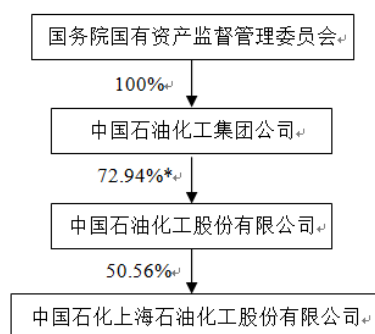 国务院国有资产监督管理委员会
100%
中国石油化工集团公司
72.94%*
中国石油化工股份有限公司
50.56%
中国石化上海石油化工股份有限公司